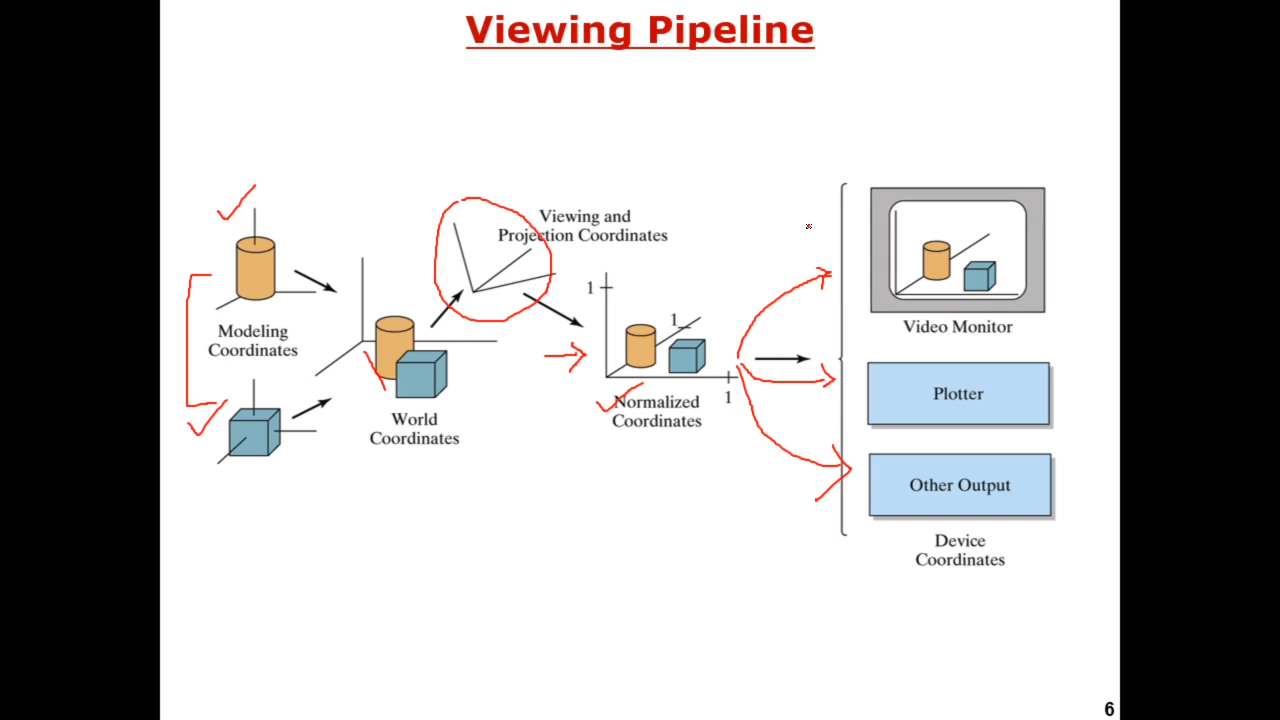 Viewing Pipeline
Viewing and
Projection Coordinates
Modeling
Coordinates
World
Coordinates
1
1
1
Normalized
Coordinates
Video Monitor
Plotter
Other Output
Device
Coordinates
6